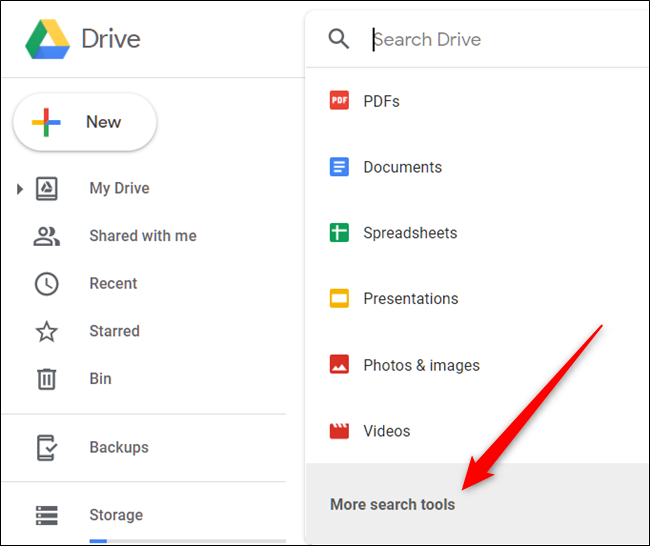 Drive
New
My Drive
Shared with me
Recent
Starred
Bin
Backups
Storage
Search Drive
PDF PDFs
Documents
Spreadsheets
Presentations
Photos & images
Videos
More search tools